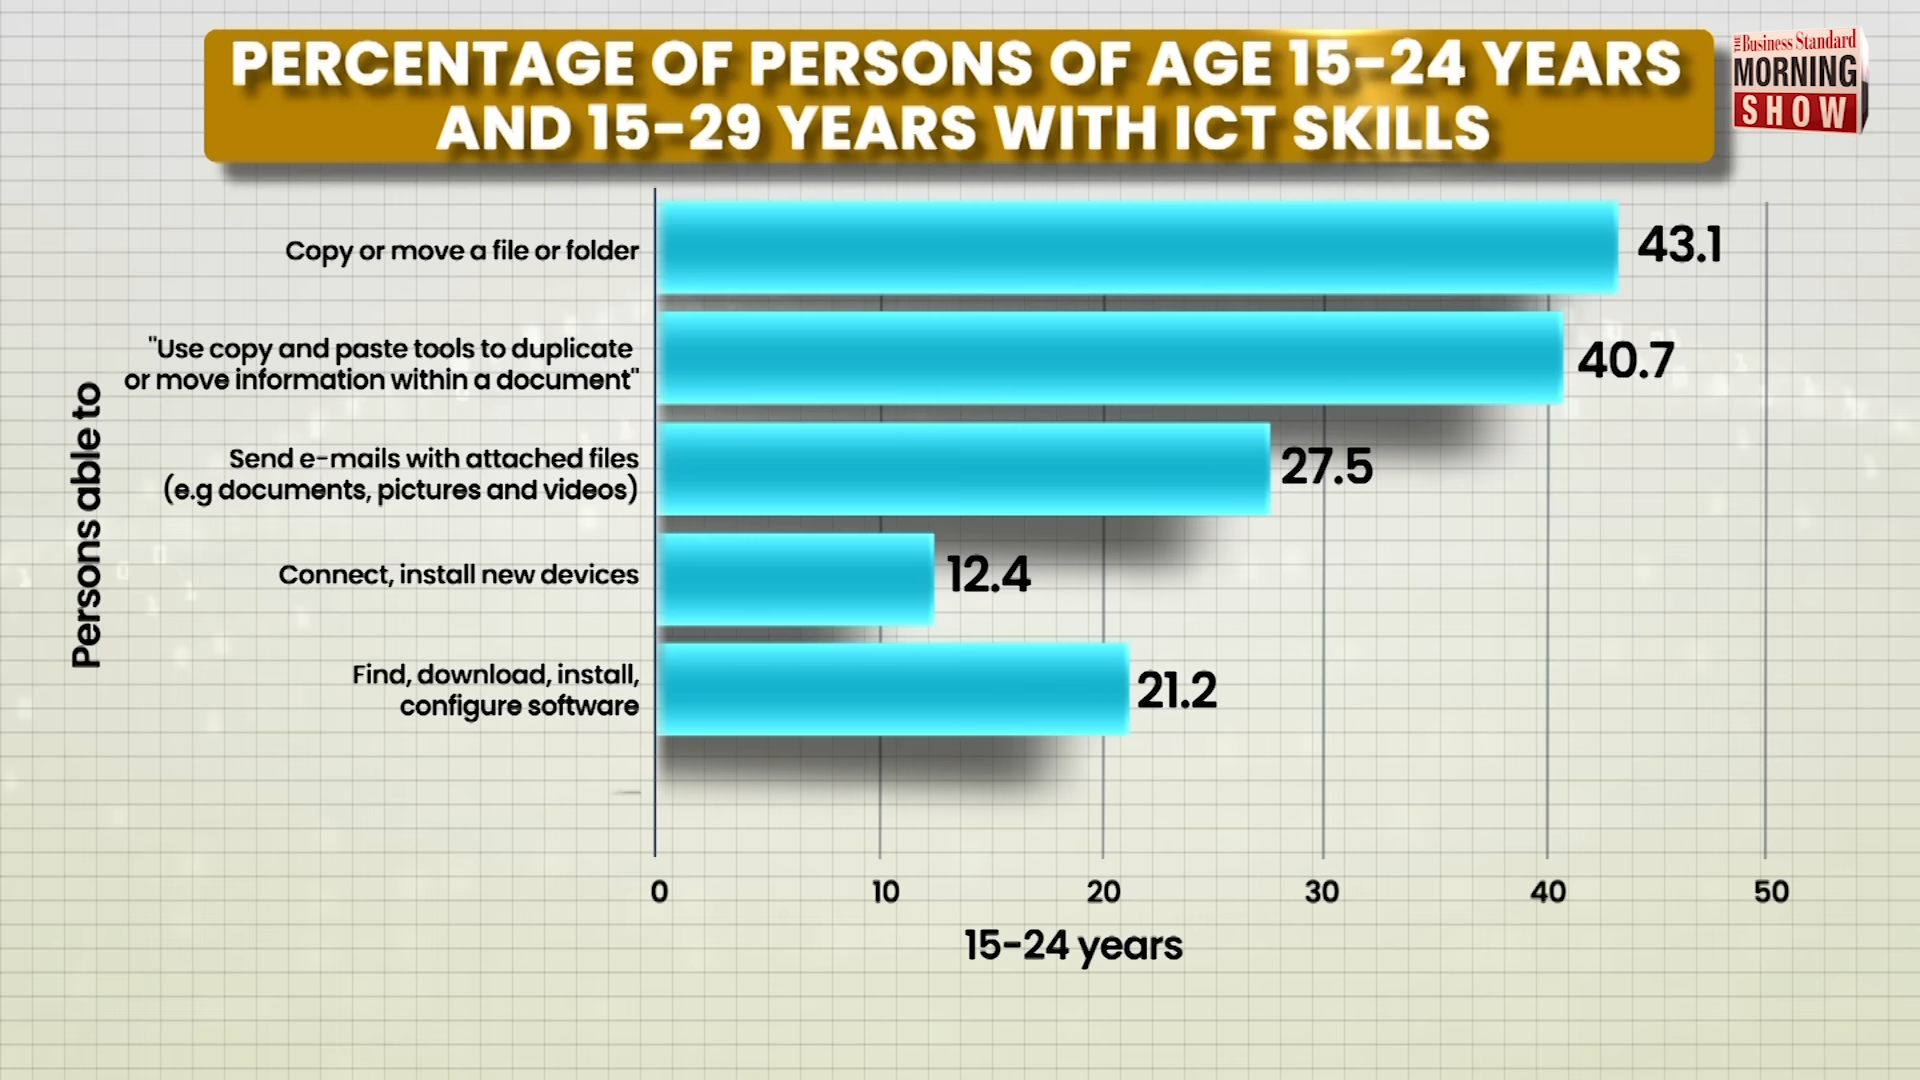 PERCENTAGE OF PERSONS OF AGE 15-24 YEARS
AND 15-29 YEARS WITH ICT SKILLS
THE Business Standard
MORNING
SHOW
Persons able to
Copy or move a file or folder
43.1
"Use copy and paste tools to duplicate
or move information within a document"
40.7
Send e-mails with attached files
(e.g documents, pictures and videos)
27.5
Connect, install new devices
12.4
Find, download, install,
configure software
21.2
0 10 20 30 40 50
15-24 years